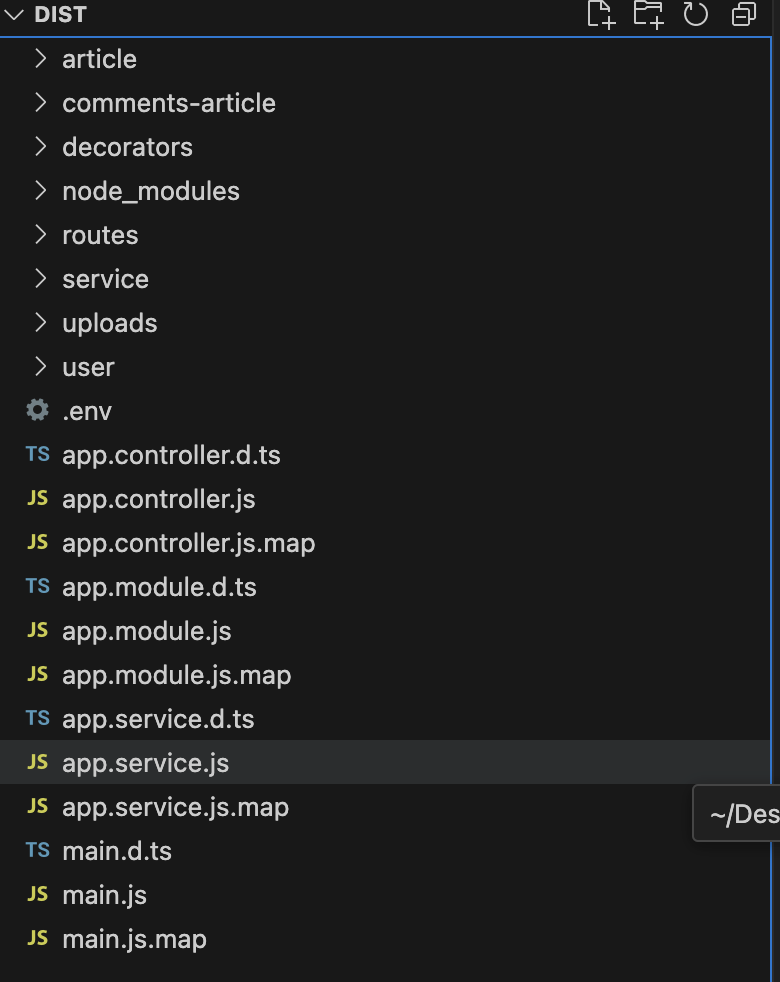 DIST
article
comments-article
decorators
node_modules
routes
service
uploads
user
.env
TS app.controller.d.ts
JS app.controller.js
JS app.controller.js.map
TS app.module.d.ts
JS app.module.js
JS app.module.js.map
TS app.service.d.ts
JS app.service.js
JS app.service.js.map
~/Des
TS main.d.ts
JS main.js
JS main.js.map